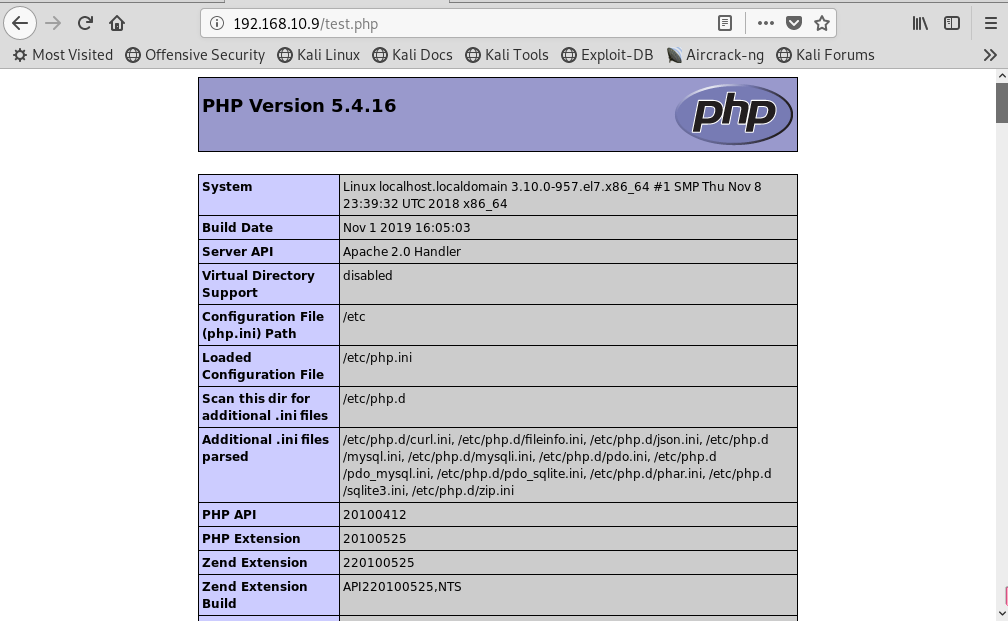 192.168.10.9/test.php
Most Visited Offensive Security Kali Linux Kali Docs Kali Tools Exploit-DB Aircrack-ng Kali Forums
PHP Version 5.4.16
php
System
Linux localhost.localdomain 3.10.0-957.el7.x86_64 #1 SMP Thu Nov 8
23:39:32 UTC 2018 x86_64
Build Date
Nov 1 2019 16:05:03
Server API
Apache 2.0 Handler
Virtual Directory
Support
disabled
Configuration File
(php.ini) Path
/etc
Loaded
Configuration File
/etc/php.ini
Scan this dir for
additional .ini files
/etc/php.d
Additional .ini files
parsed
/etc/php.d/curl.ini, /etc/php.d/fileinfo.ini, /etc/php.d/json.ini, /etc/php.d
/mysql.ini, /etc/php.d/mysqli.ini, /etc/php.d/pdo.ini, /etc/php.d
/pdo_mysql.ini, /etc/php.d/pdo_sqlite.ini, /etc/php.d/phar.ini, /etc/php.d
/sqlite3.ini, /etc/php.d/zip.ini
PHP API
20100412
PHP Extension
20100525
Zend Extension
220100525
Zend Extension
Build
API220100525,NTS